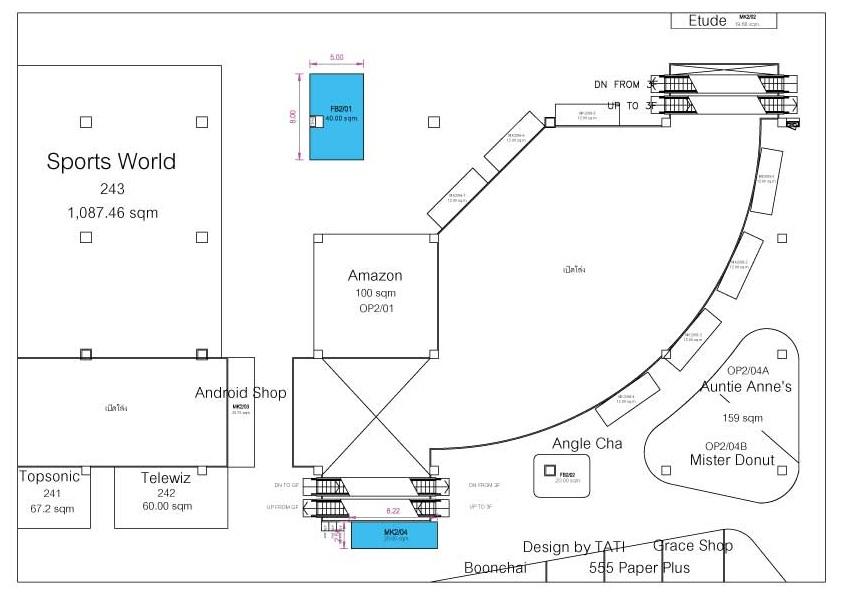 Etude
MK2/02
5.00
DN FROM 3F
UP TO 3F
8.00
FB2/01
40.00 sqm
Sports World
243
1,087.46 sqm
Amazon
100 sqm
OP2/01
เปิดโล่ง
Android Shop
MK2/03
เปิดโล่ง
OP2/04A
Auntie Anne's
159 sqm
OP2/04B
Mister Donut
Angle Cha
FB2/02
20.00 sqm
Topsonic
241
67.2 sqm
Telewiz
242
60.00 sqm
DN TO GF
DN FROM 3F
UP FROM GF
UP TO 3F
8.22
MK2/04
Design by TATI
Grace Shop
Boonchai
555 Paper Plus